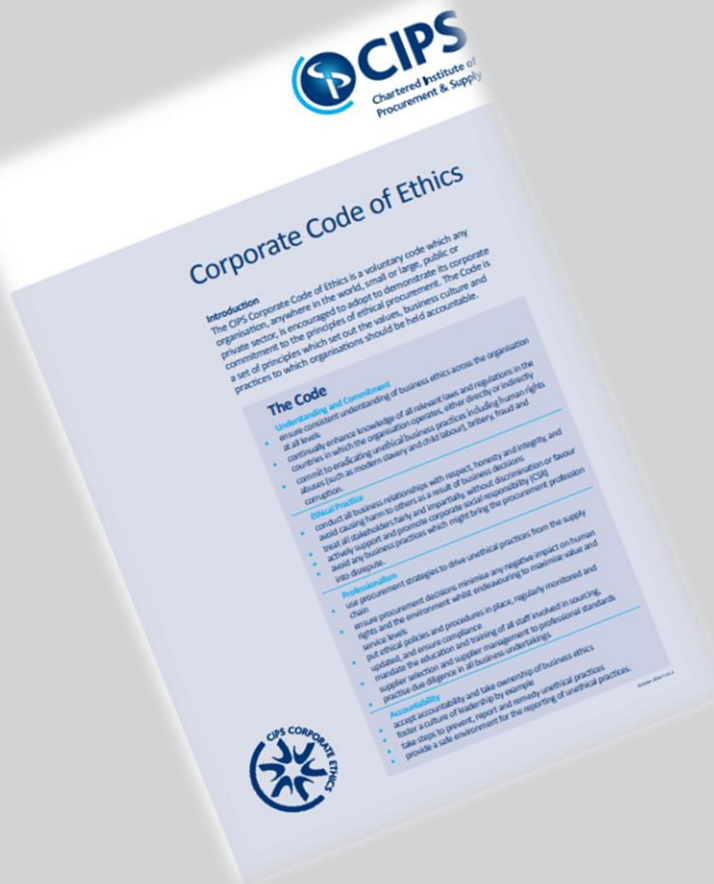 CIPS
Chartered Institute of
Procurement & Supply
Corporate Code of Ethics
Introduction
The CIPS Corporate Code of Ethics is a voluntary code which any
organisation, anywhere in the world, small or large, public or
private sector, is encouraged to adopt to demonstrate its corporate
commitment to the principles of ethical procurement. The Code is
a set of principles which set out the values, business culture and
practices to which organisations should be held accountable.
The Code
Understanding and Commitment
ensure consistent understanding of business ethics across the organisation
at all levels
continually enhance knowledge of all relevant laws and regulations in the
countries in which the organisation operates, either directly or indirectly
commit to eradicating unethical business practices including human rights
abuses (such as modern slavery and child labour), bribery, fraud and
corruption.
Ethical Practice
conduct all business relationships with respect, honesty and integrity, and
avoid causing harm to others as a result of business decisions
treat all stakeholders fairly and impartially, without discrimination or favour
actively support and promote corporate social responsibility (CSR)
avoid any business practices which might bring the procurement profession
into disrepute.
Professionalism
use procurement strategies to drive unethical practices from the supply
chain
ensure procurement decisions minimise any negative impact on human
rights and the environment whilst endeavouring to maximise value and
service levels
put ethical policies and procedures in place, regularly monitored and
updated, and ensure compliance
mandate the education and training of all staff involved in sourcing,
supplier selection and supplier management to professional standards
practise due diligence in all business undertakings
Accountability
accept accountability and take ownership of business ethics
foster a culture of leadership by example
take steps to prevent, report and remedy unethical practices
provide a safe environment for the reporting of unethical practices.
CIPS CORPORATE ETHICS